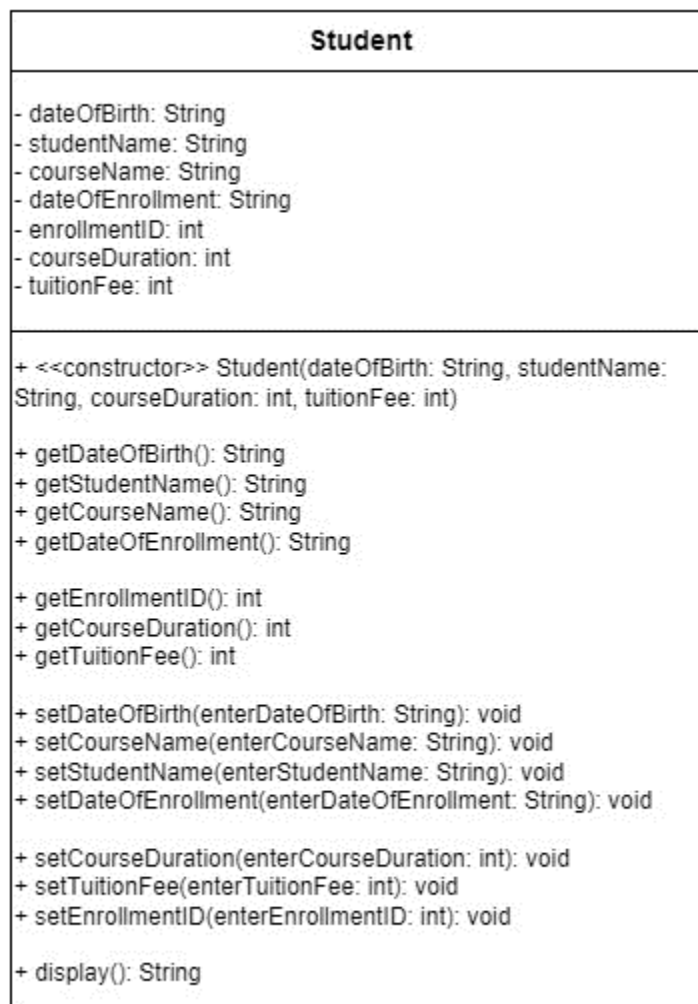 Student
- dateOfBirth: String
- studentName: String
- courseName: String
- dateOfEnrollment: String
- enrollmentID: int
- courseDuration: int
- tuitionFee: int
+ <<constructor>> Student(dateOfBirth: String, studentName:
String, courseDuration: int, tuitionFee: int)
+ getDateOfBirth(): String
+ getStudentName(): String
+ getCourseName(): String
+ getDateOfEnrollment(): String
+ getEnrollmentID(): int
+ getCourseDuration(): int
+ getTuitionFee(): int
+ setDateOfBirth(enterDateOfBirth: String): void
+ setCourseName(enterCourseName: String): void
+ setStudentName(enterStudentName: String): void
+ setDateOfEnrollment(enterDateOfEnrollment: String): void
+ setCourseDuration(enterCourseDuration: int): void
+ setTuitionFee(enterTuitionFee: int): void
+ setEnrollmentID(enterEnrollmentID: int): void
+ display(): String